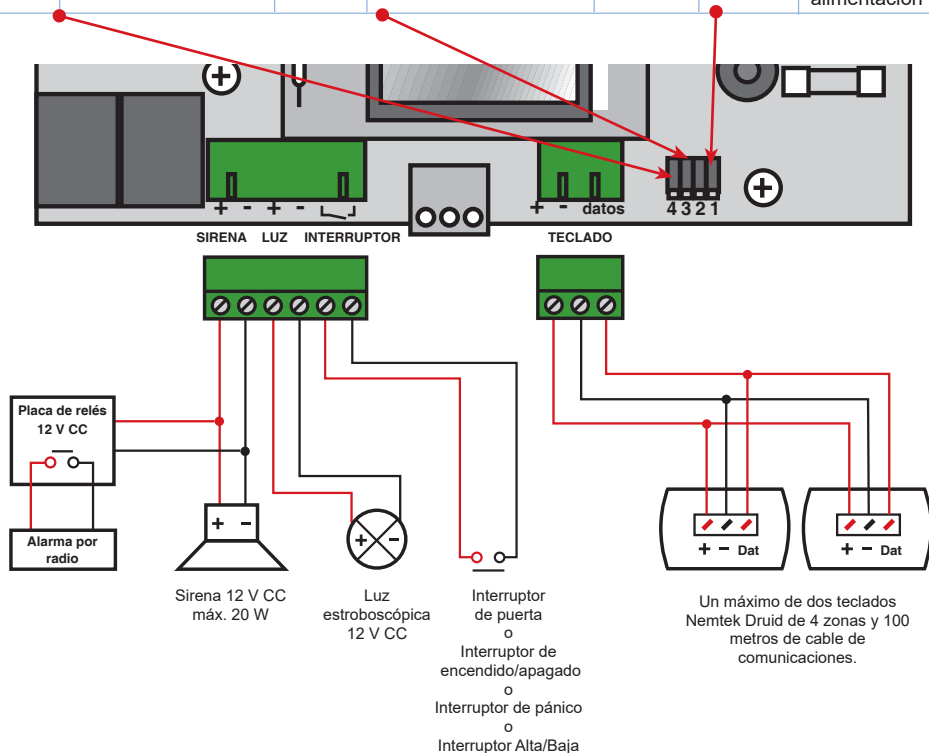 alimentación
+ - + -
+ - datos
4 3 2 1
SIRENA LUZ INTERRUPTOR
TECLADO
Placa de relés
12 V CC
Alarma por
radio
+ −
+ −
+ − Dat
+ − Dat
Sirena 12 V CC
máx. 20 W
Luz
estroboscópica
12 V CC
Interruptor
de puerta
o
Interruptor de
encendido/apagado
o
Interruptor de pánico
o
Interruptor Alta/Baja
Un máximo de dos teclados
Nemtek Druid de 4 zonas y 100
metros de cable de
comunicaciones.